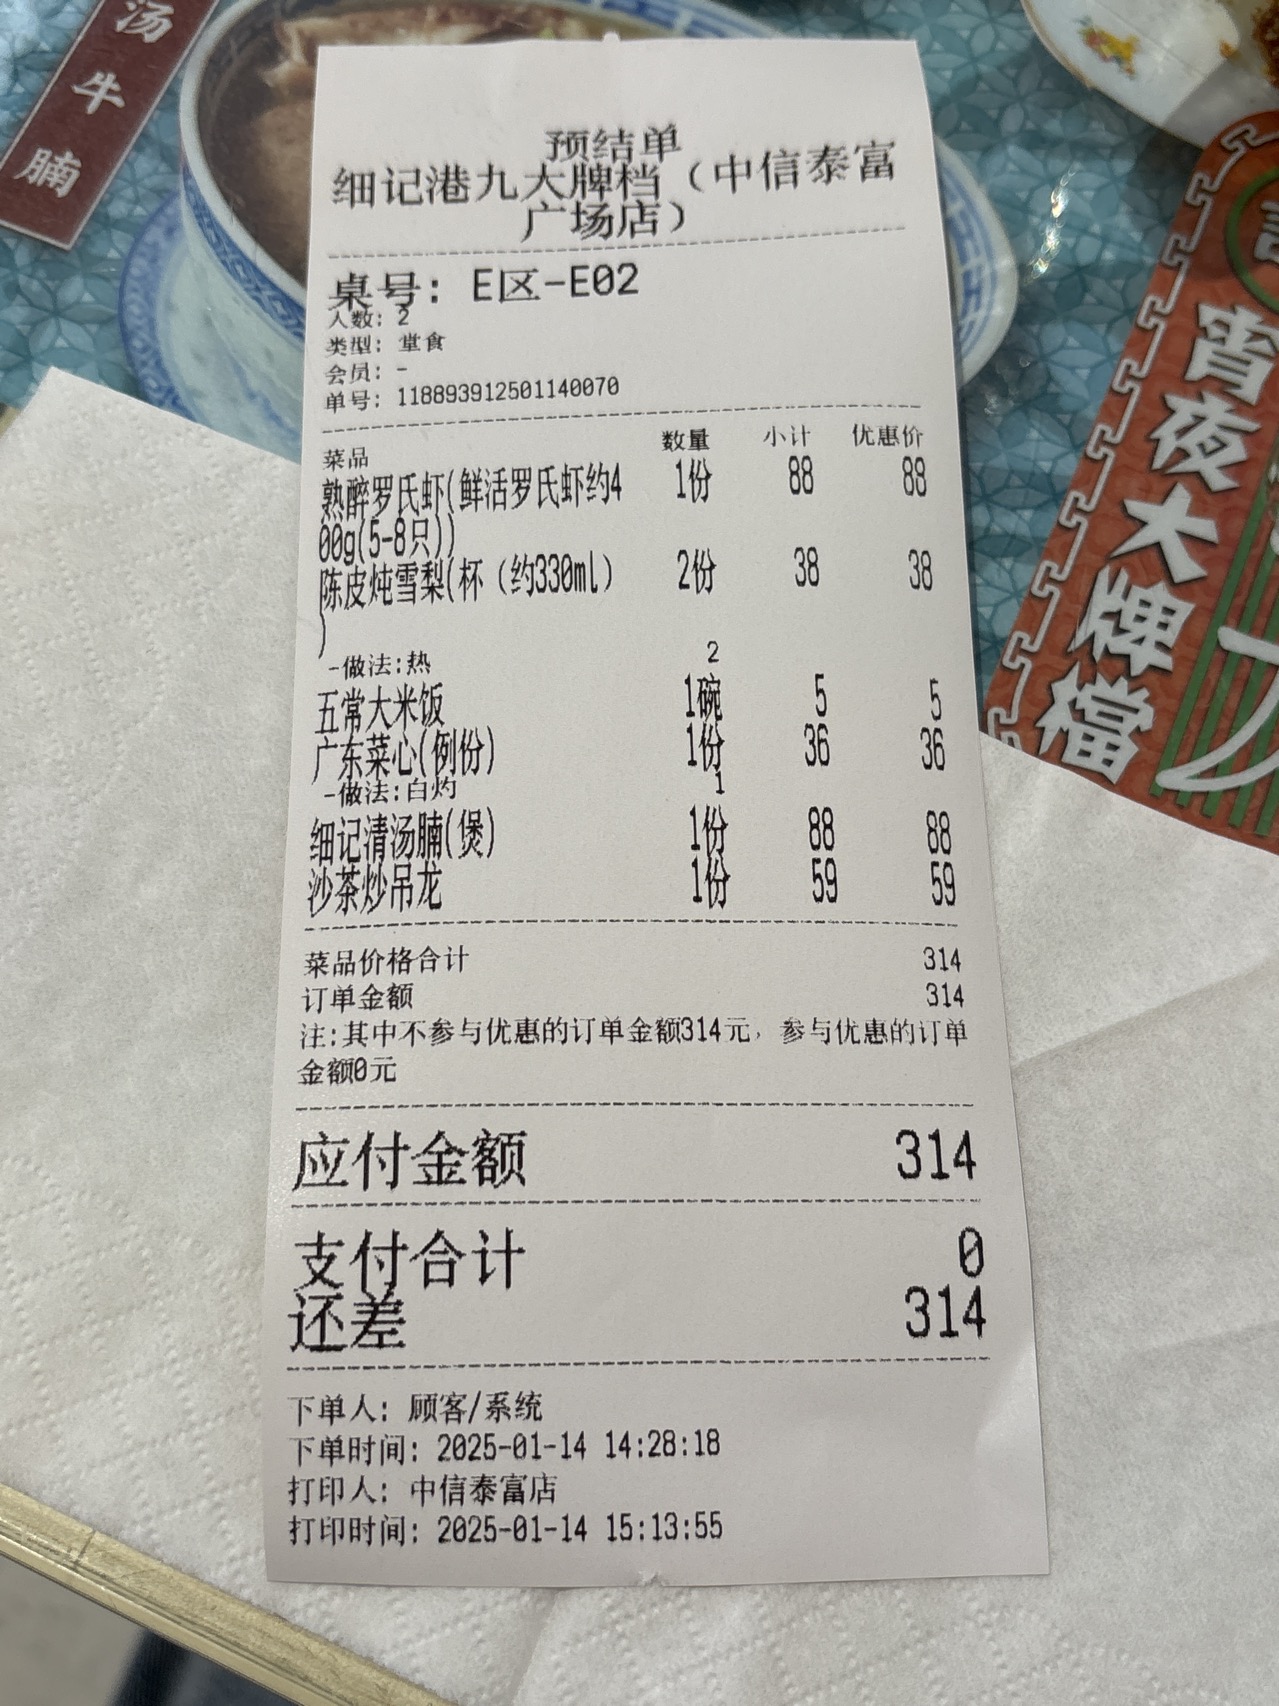 汤牛腩
预结单
细记港九大牌档（中信泰富
广场店）
桌号: E区-E02
人数: 2
类型: 堂食
会员: -
单号: 118893912501140070
菜品 数量 小计 优惠价
熟醉罗氏虾(鲜活罗氏虾约4 1份 88 88
00g(5-8只))
陈皮炖雪梨(杯（约330ml） 2份 38 38
)
-做法:热 2
五常大米饭 1碗 5 5
广东菜心(例份) 1份 36 36
-做法:白灼 1
细记清汤腩(煲) 1份 88 88
沙茶炒吊龙 1份 59 59
菜品价格合计 314
订单金额 314
注:其中不参与优惠的订单金额314元，参与优惠的订单
金额0元
应付金额 314
支付合计 0
还差 314
下单人: 顾客/系统
下单时间: 2025-01-14 14:28:18
打印人: 中信泰富店
打印时间: 2025-01-14 15:13:55
宵夜大牌檔